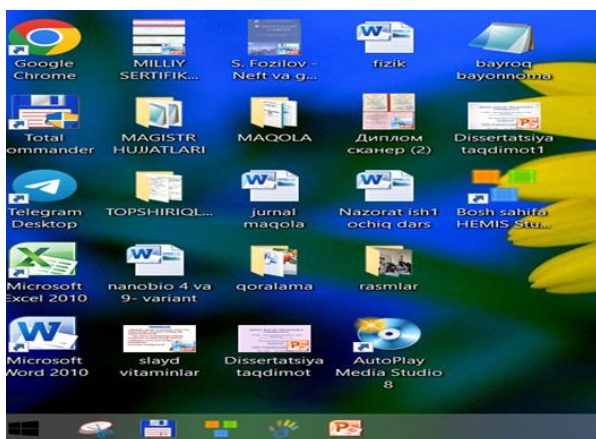 Google
Chrome
MILLIY
SERTIFIK...
S. Fozilov -
Neft va g...
fizik
bayroq
bayonnoma
Total
ommander
MAGISTR
HUJJATLARI
MAQOLA
Диплом
сканер (2)
Dissertatsiya
taqdimot1
Telegram
Desktop
TOPSHIRIQL...
jurnal
maqola
Nazorat ish1
ochiq dars
Bosh sahifa
HEMIS Stu...
Microsoft
Excel 2010
nanobio 4 va
9- variant
qoralama
rasmlar
Microsoft
Word 2010
slayd
vitaminlar
Dissertatsiya
taqdimot
AutoPlay
Media Studio
8